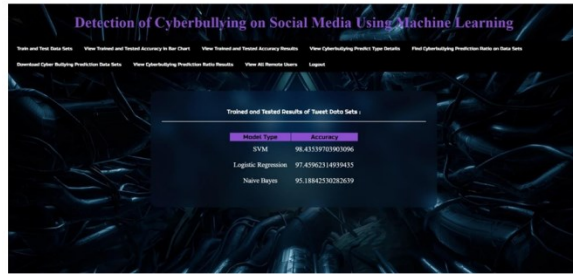 Detection of Cyberbullying on Social Media Using Machine Learning
Train and Test Data Sets View Trained and Tested Accuracy in Bar Chart View Trained and Tested Accuracy Results View Cyberbullying Predict Type Details Find Cyberbullying Prediction Ratio on Data Sets
Download Cyber Bullying Prediction Data Sets View Cyberbullying Prediction Ratio Results View All Remote Users Logout
Trained and Tested Results of Tweet Data Sets :
Model Type Accuracy
SVM 98.43539703903096
Logistic Regression 97.45962314939435
Naive Bayes 95.18842530282639